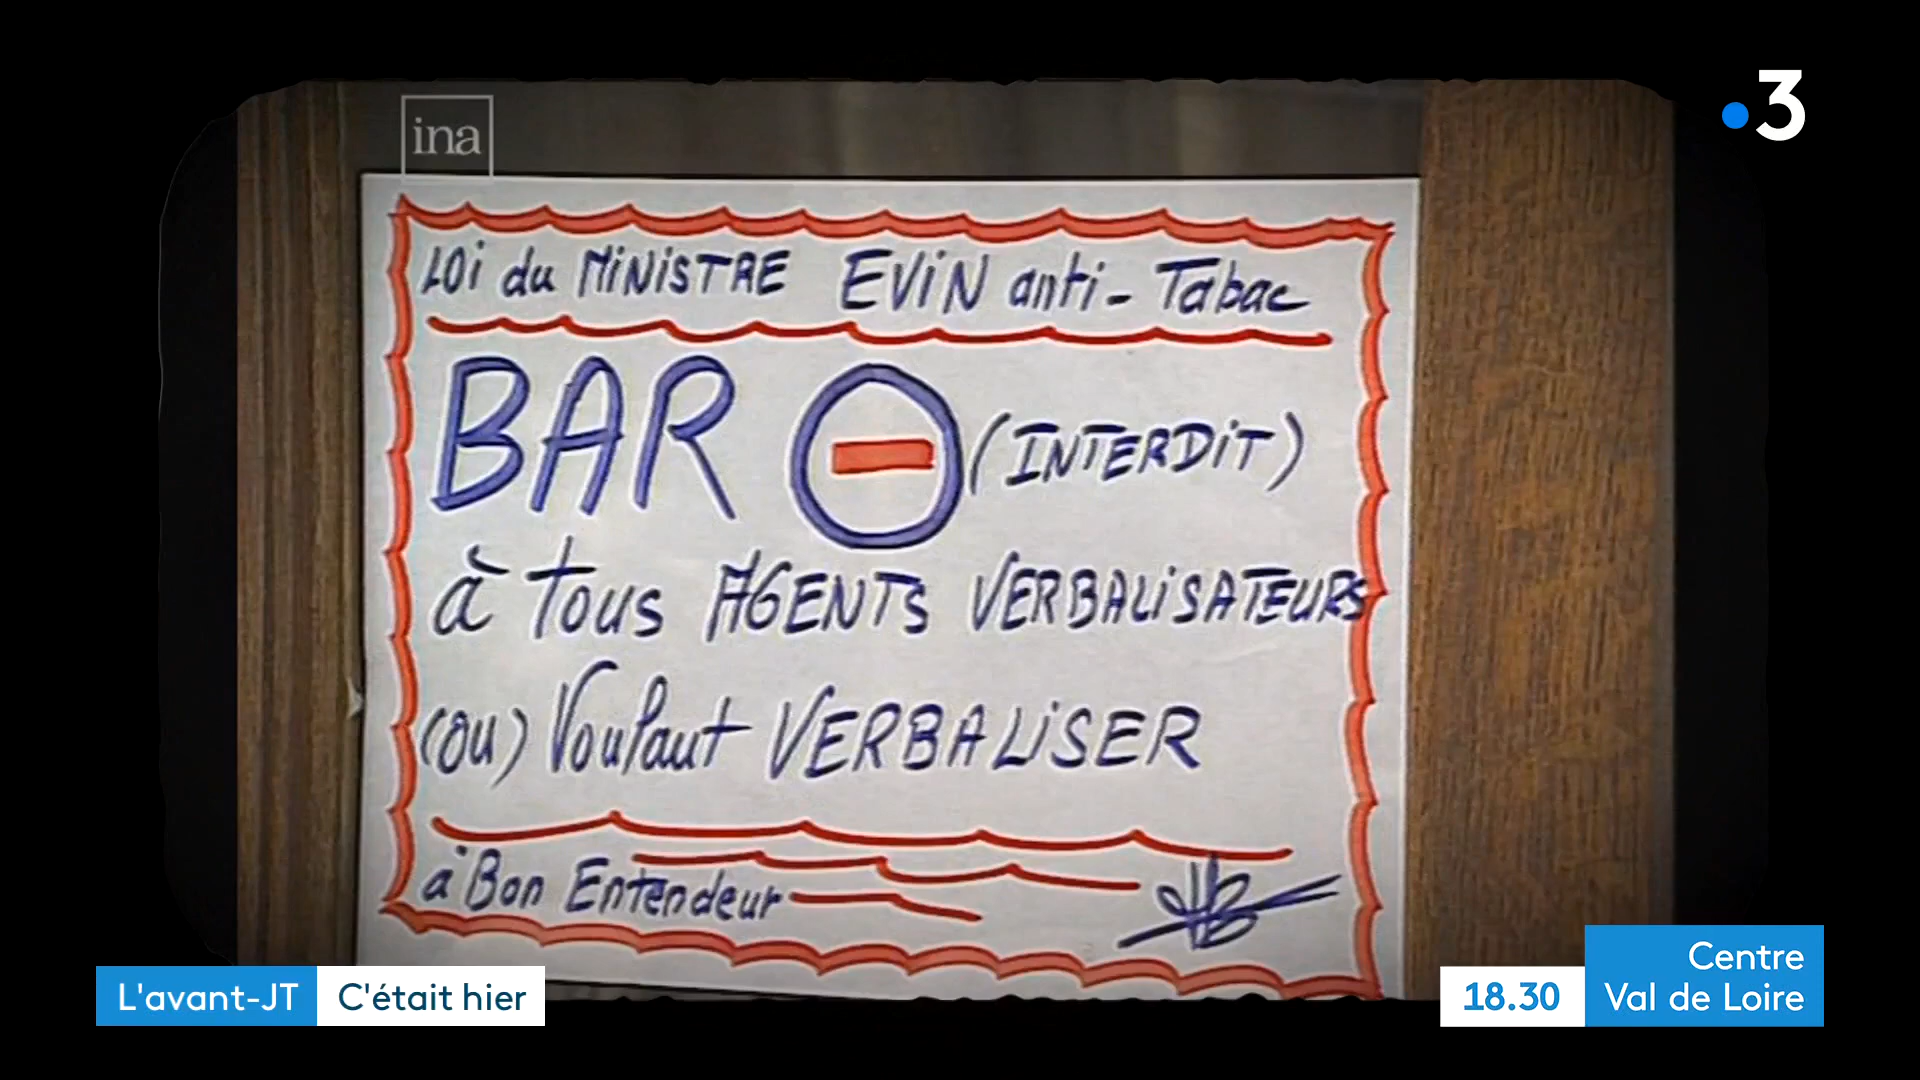 ina
3
LOi du MiNiSTRE EViN anti-Tabac
BAR (INTERDiT)
à tous AGENTS VERBALiSATEURS
(ou) Voulant VERBALiSER
à Bon Entendeur
L'avant-JT C'était hier
18.30
Centre
Val de Loire